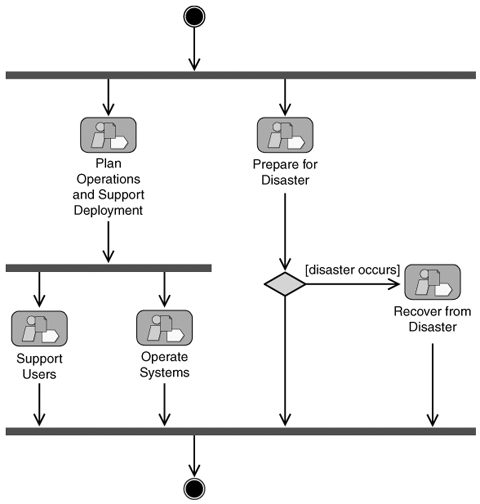 Plan
Operations
and Support
Deployment
Prepare for
Disaster
[disaster occurs]
Recover from
Disaster
Support
Users
Operate
Systems